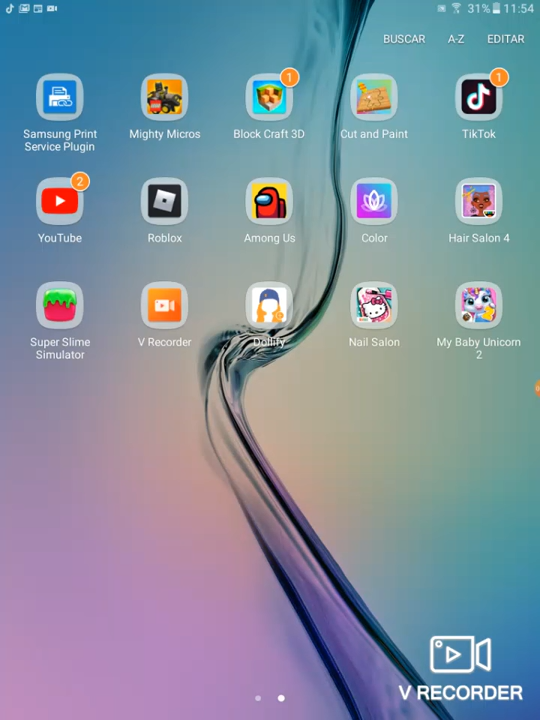 31% 11:54
BUSCAR A-Z EDITAR
1 1
Samsung Print Service Plugin
Mighty Micros
Block Craft 3D
Cut and Paint
TikTok
2
YouTube
Roblox
Among Us
Color
Hair Salon 4
Super Slime Simulator
V Recorder
Dollify
Nail Salon
My Baby Unicorn 2
V RECORDER